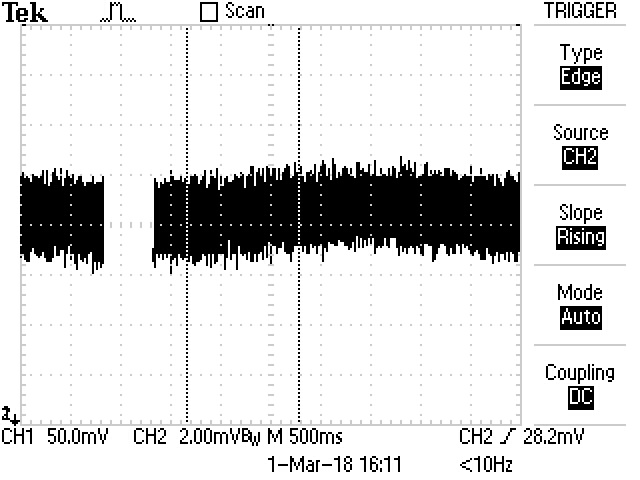 Tek Scan TRIGGER
Type
Edge
Source
CH2
Slope
Rising
Mode
Auto
Coupling
DC
CH1 50.0mV CH2 2.00mVBW M 500ms CH2 28.2mV
1-Mar-18 16:11 <10Hz